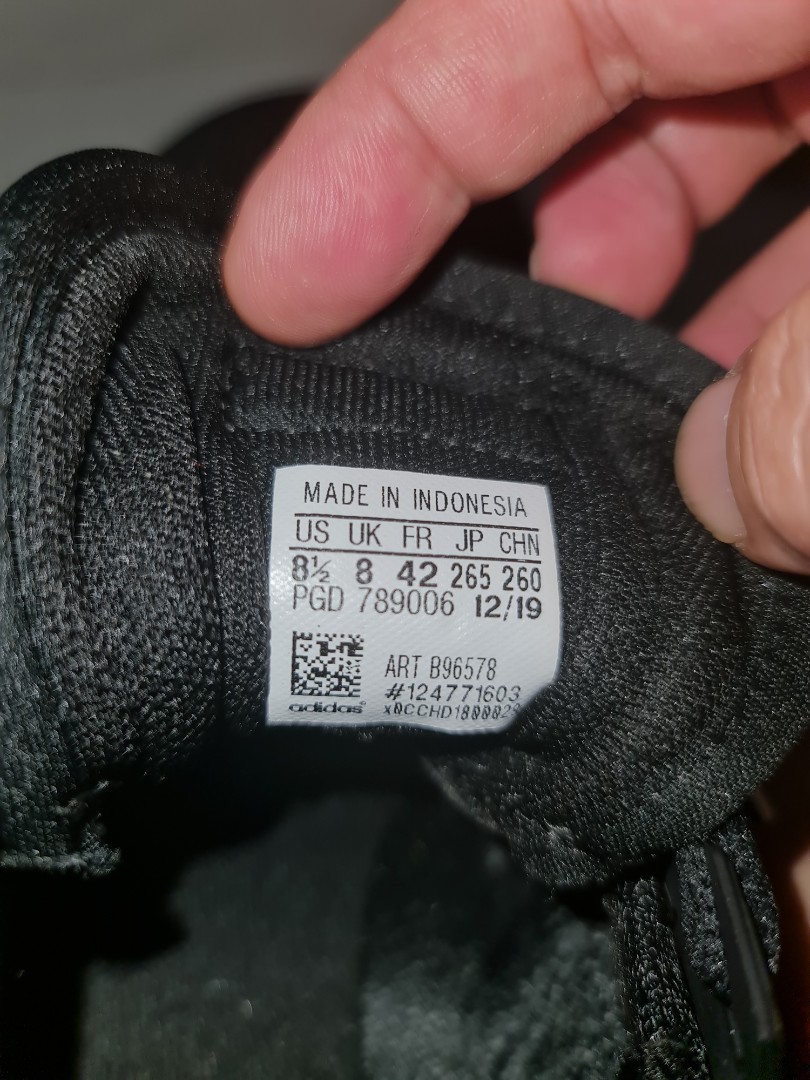 MADE IN INDONESIA
US UK FR JP CHN
8½ 8 42 265 260
PGD 789006 12/19
ART B96578
#124771603
adidas